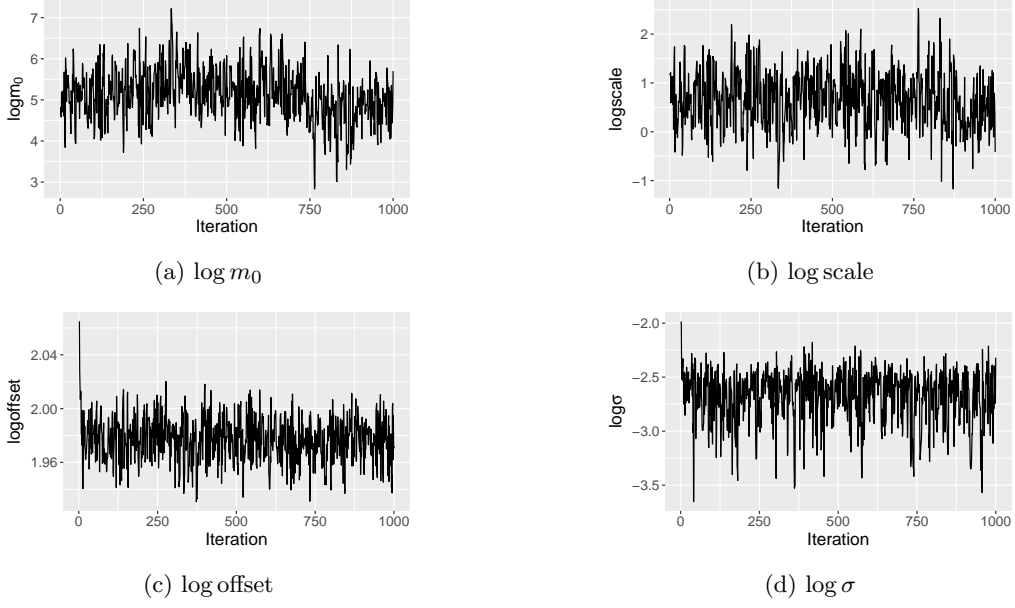 7
6
5
4
3
logm₀
0 250 500 750 1000
Iteration
(a) log m₀
2
1
0
−1
logscale
0 250 500 750 1000
Iteration
(b) log scale
2.04
2.00
1.96
logoffset
0 250 500 750 1000
Iteration
(c) log offset
−2.0
−2.5
−3.0
−3.5
logσ
0 250 500 750 1000
Iteration
(d) log σ